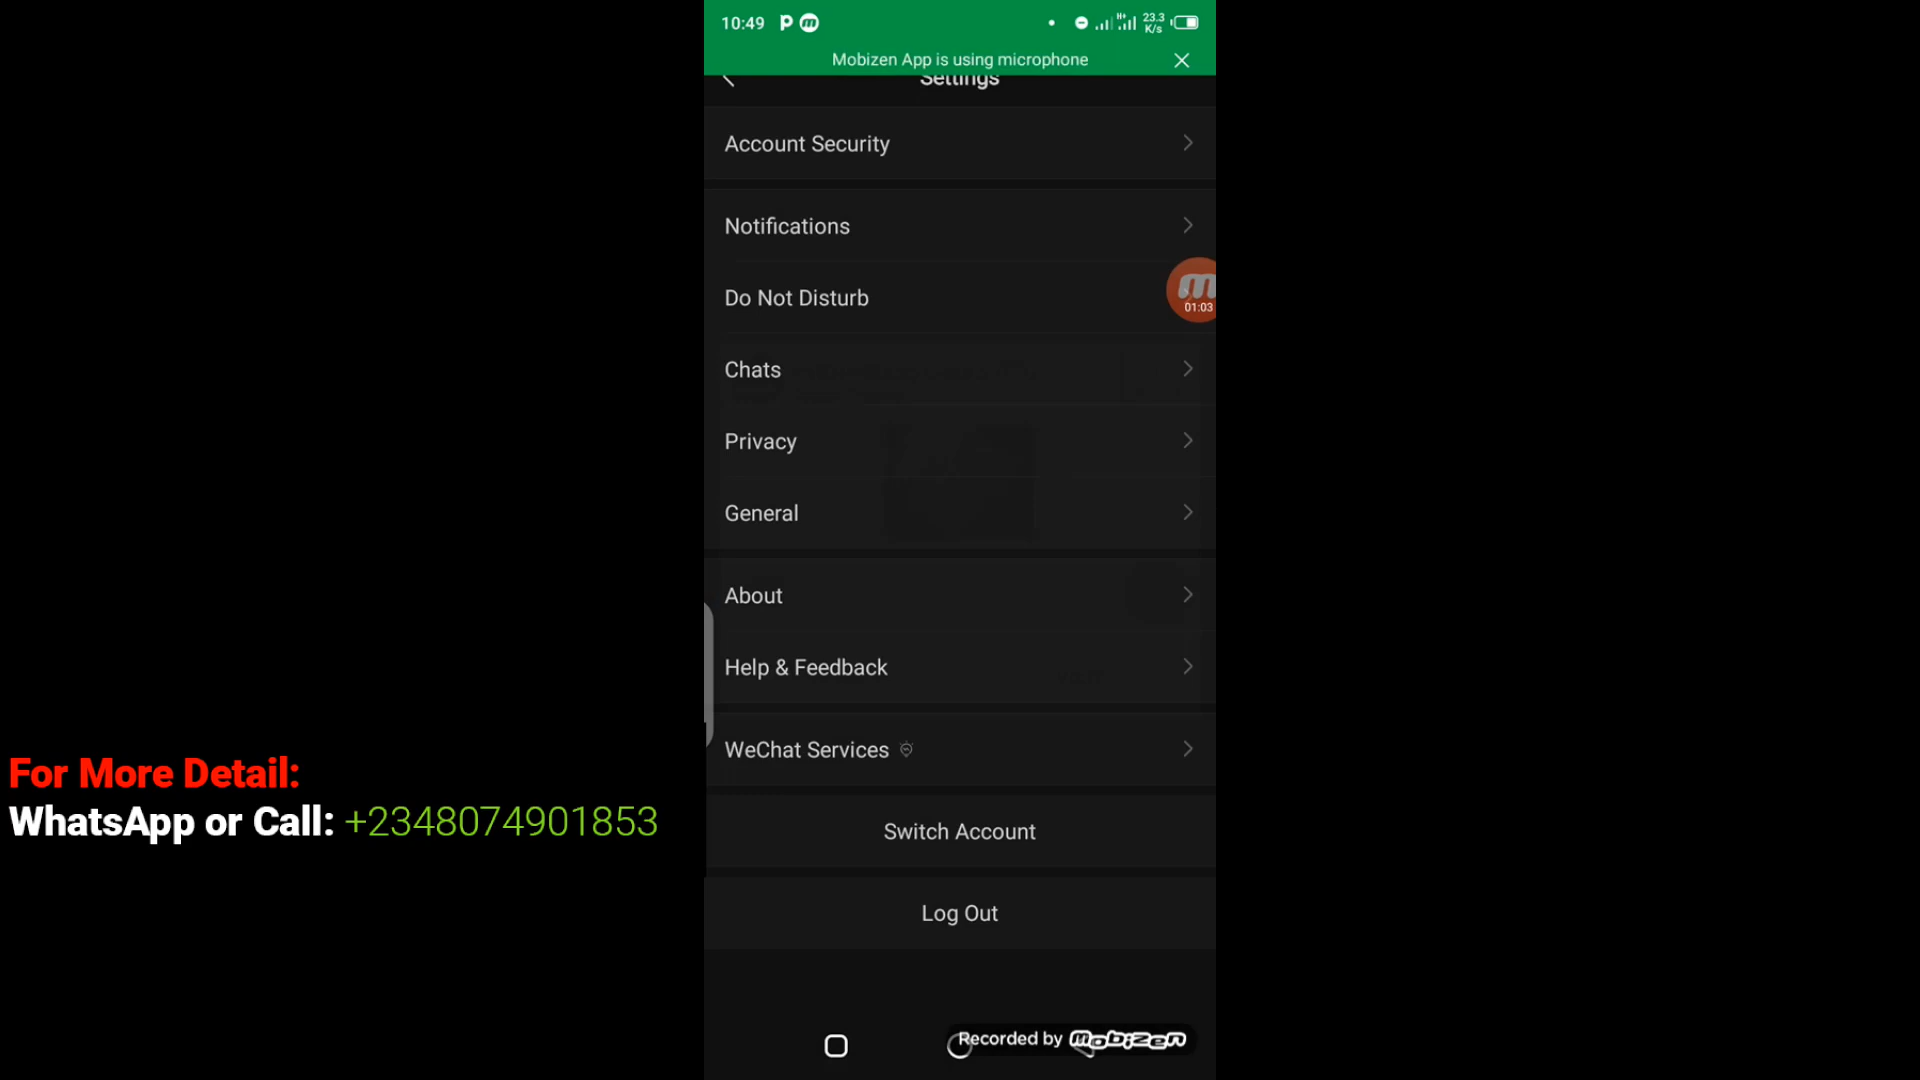 10:49
23.3
K/s
Mobizen App is using microphone
Settings
Account Security
Notifications
Do Not Disturb
01:03
Chats
Privacy
General
About
Help & Feedback
WeChat Services
Switch Account
Log Out
For More Detail:
WhatsApp or Call: +2348074901853
Recorded by mobizen